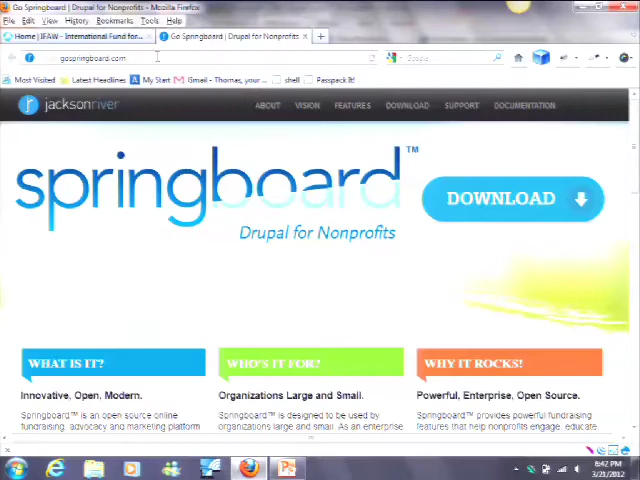 Go Springboard | Drupal for Nonprofits - Mozilla Firefox
File Edit View History Bookmarks Tools Help
Home | IFAW - International Fund for... Go Springboard | Drupal for Nonprofits
gospringboard.com
Most Visited Latest Headlines My Start Gmail - Thomas, your ... shell Passpack It!
jacksonriver ABOUT VISION FEATURES DOWNLOAD SUPPORT DOCUMENTATION
springboard™
DOWNLOAD
Drupal for Nonprofits
WHAT IS IT? WHO'S IT FOR? WHY IT ROCKS!
Innovative, Open, Modern. Organizations Large and Small. Powerful, Enterprise, Open Source.
Springboard™ is an open source online Springboard™ is designed to be used by Springboard™ provides powerful fundraising
fundraising, advocacy and marketing platform organizations large and small. As an enterprise features that help nonprofits engage, educate,
6:42 PM
3/21/2012